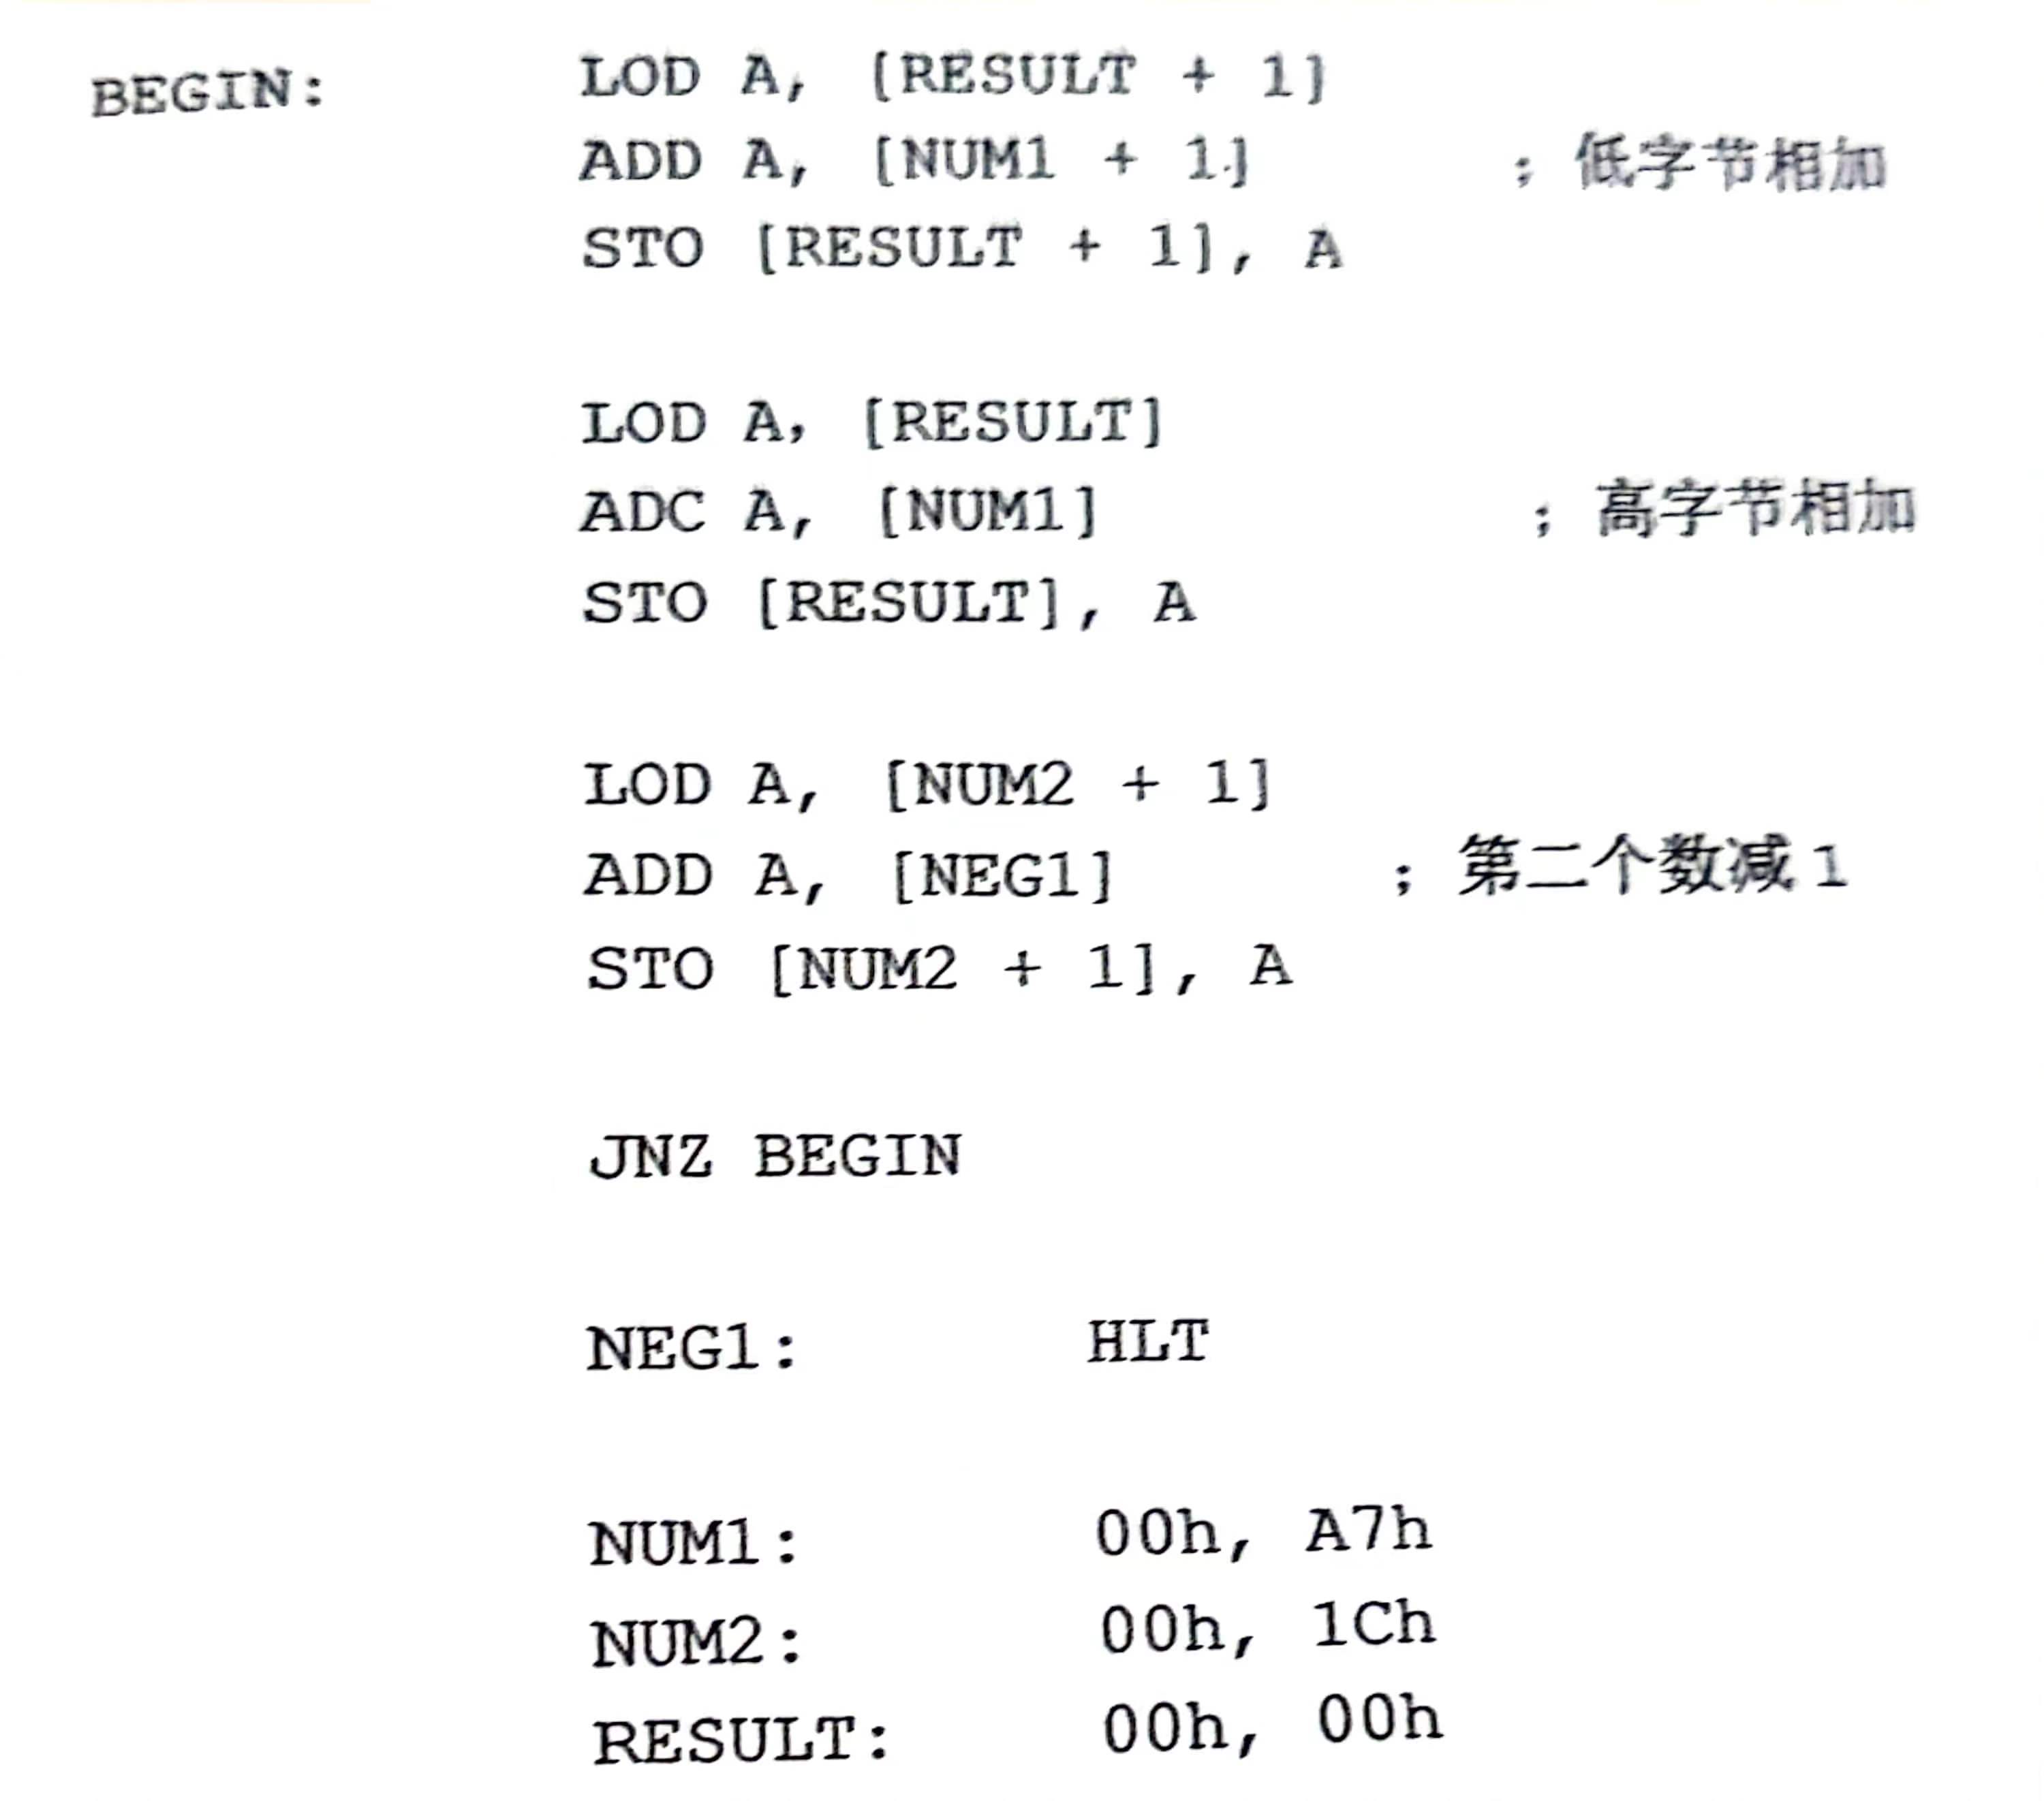 BEGIN: LOD A, [RESULT + 1]
ADD A, [NUM1 + 1] ; 低字节相加
STO [RESULT + 1], A
LOD A, [RESULT]
ADC A, [NUM1] ; 高字节相加
STO [RESULT], A
LOD A, [NUM2 + 1]
ADD A, [NEG1] ; 第二个数减1
STO [NUM2 + 1], A
JNZ BEGIN
NEG1: HLT
NUM1: 00h, A7h
NUM2: 00h, 1Ch
RESULT: 00h, 00h